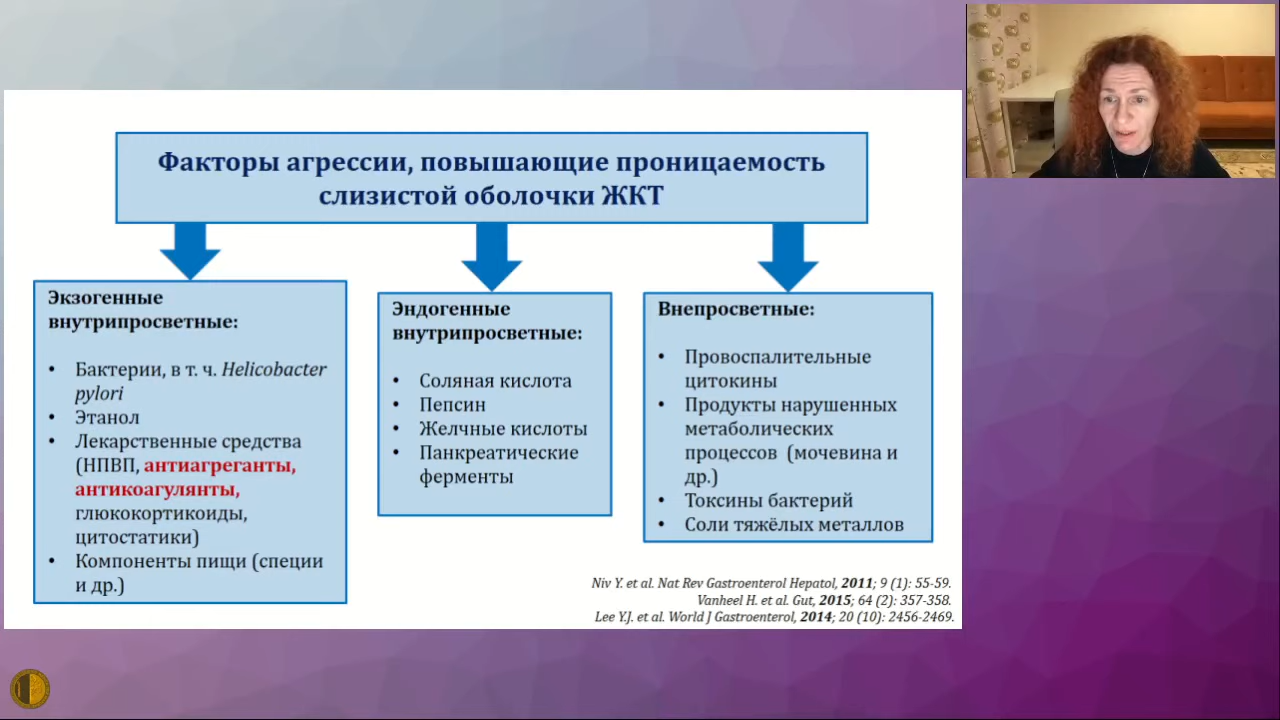 Факторы агрессии, повышающие проницаемость
слизистой оболочки ЖКТ
Экзогенные
внутрипросветные:
• Бактерии, в т. ч. Helicobacter
pylori
• Этанол
• Лекарственные средства
(НПВП, антиагреганты,
антикоагулянты,
глюкокортикоиды,
цитостатики)
• Компоненты пищи (специи
и др.)
Эндогенные
внутрипросветные:
• Соляная кислота
• Пепсин
• Желчные кислоты
• Панкреатические
ферменты
Внепросветные:
• Провоспалительные
цитокины
• Продукты нарушенных
метаболических
процессов (мочевина и
др.)
• Токсины бактерий
• Соли тяжёлых металлов
Niv Y. et al. Nat Rev Gastroenterol Hepatol, 2011; 9 (1): 55-59.
Vanheel H. et al. Gut, 2015; 64 (2): 357-358.
Lee Y.J. et al. World J Gastroenterol, 2014; 20 (10): 2456-2469.